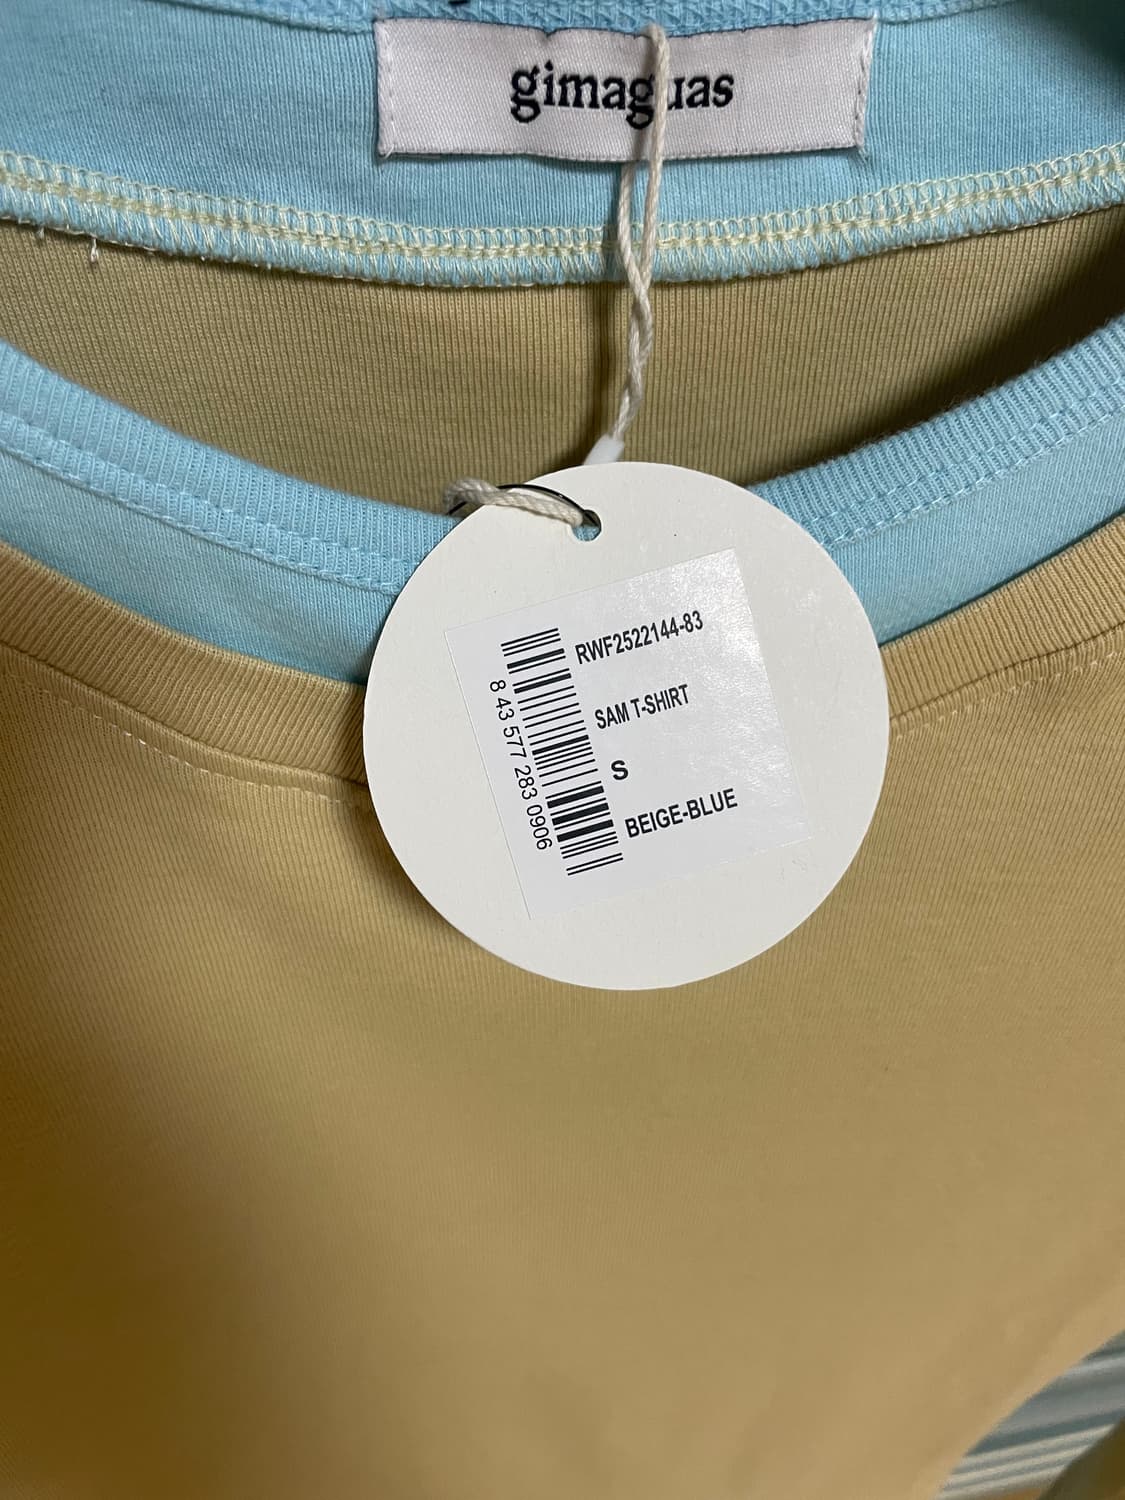 gimaguas
RWF2522144-83
SAM T-SHIRT
S
BEIGE-BLUE
8 43 577 283 0906